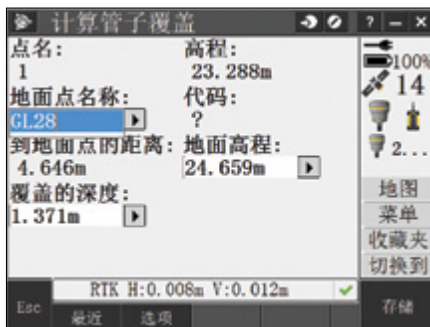 计算管子覆盖
? — ×
点名: 高程:
1 23.288m
地面点名称: 代码:
GL28 ?
到地面点的距离: 地面高程:
4.646m 24.659m
覆盖的深度:
1.371m
100%
14
2...
地图
菜单
收藏夹
切换到
RTK H:0.008m V:0.012m
Esc 最近 选项 存储